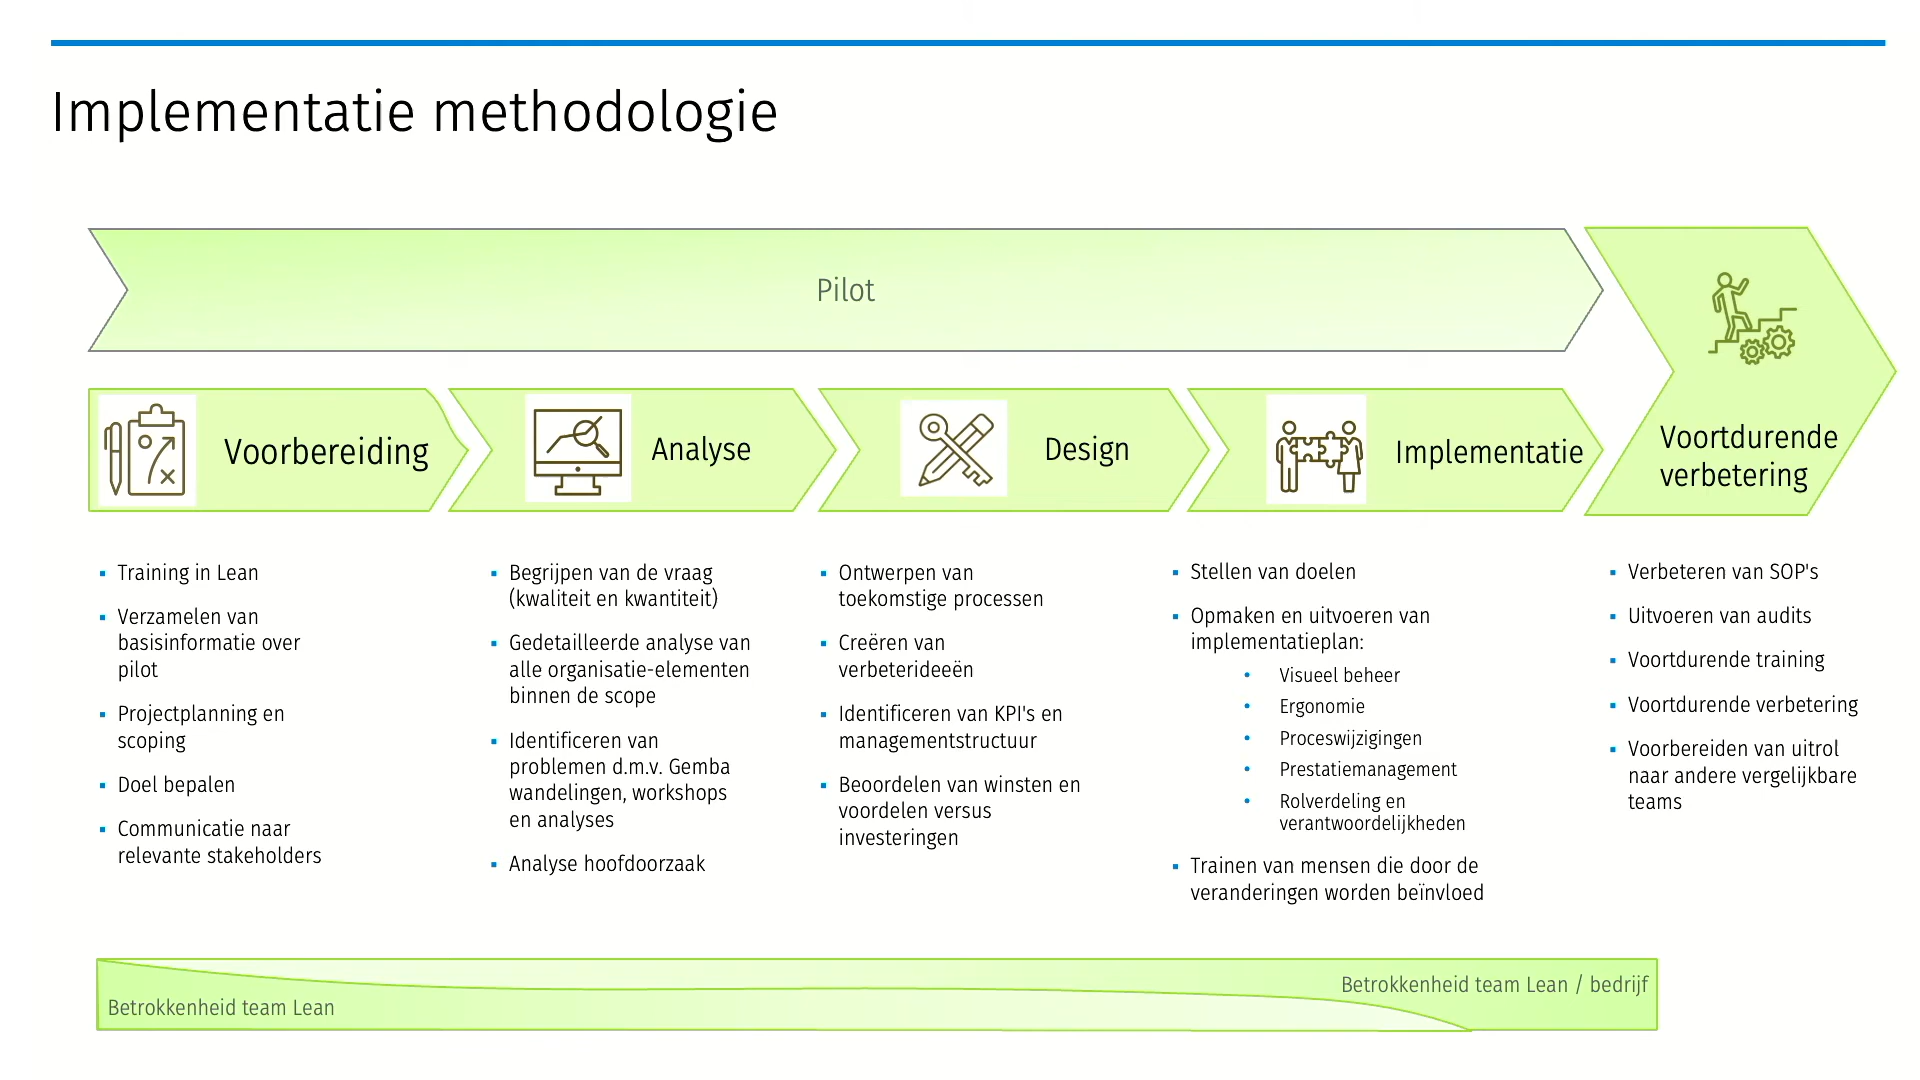 Implementatie methodologie
Pilot
Voorbereiding
Analyse
Design
Implementatie
Voortdurende
verbetering
▪ Training in Lean
▪ Verzamelen van
basisinformatie over
pilot
▪ Projectplanning en
scoping
▪ Doel bepalen
▪ Communicatie naar
relevante stakeholders
▪ Begrijpen van de vraag
(kwaliteit en kwantiteit)
▪ Gedetailleerde analyse van
alle organisatie-elementen
binnen de scope
▪ Identificeren van
problemen d.m.v. Gemba
wandelingen, workshops
en analyses
▪ Analyse hoofdoorzaak
▪ Ontwerpen van
toekomstige processen
▪ Creëren van
verbeterideeën
▪ Identificeren van KPI's en
managementstructuur
▪ Beoordelen van winsten en
voordelen versus
investeringen
▪ Stellen van doelen
▪ Opmaken en uitvoeren van
implementatieplan:
• Visueel beheer
• Ergonomie
• Proceswijzigingen
• Prestatiemanagement
• Rolverdeling en
verantwoordelijkheden
▪ Trainen van mensen die door de
veranderingen worden beïnvloed
▪ Verbeteren van SOP's
▪ Uitvoeren van audits
▪ Voortdurende training
▪ Voortdurende verbetering
▪ Voorbereiden van uitrol
naar andere vergelijkbare
teams
Betrokkenheid team Lean
Betrokkenheid team Lean / bedrijf